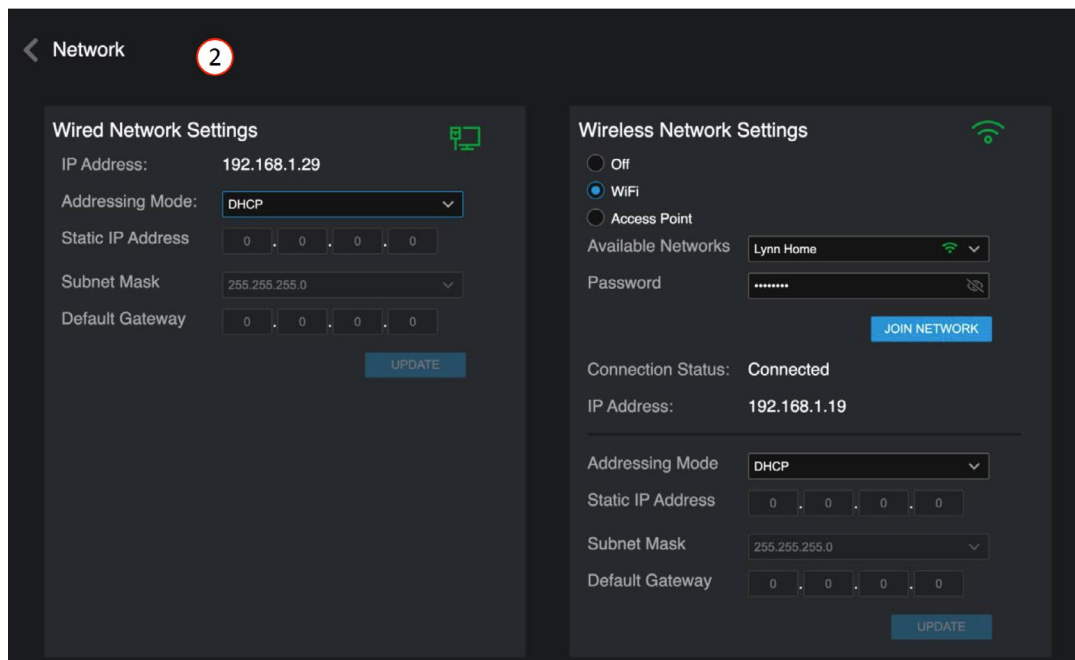 Network
2
Wired Network Settings
IP Address: 192.168.1.29
Addressing Mode: DHCP
Static IP Address 0 . 0 . 0 . 0
Subnet Mask 255.255.255.0
Default Gateway 0 . 0 . 0 . 0
UPDATE
Wireless Network Settings
Off
WiFi
Access Point
Available Networks Lynn Home
Password ••••••••
JOIN NETWORK
Connection Status: Connected
IP Address: 192.168.1.19
Addressing Mode DHCP
Static IP Address 0 . 0 . 0 . 0
Subnet Mask 255.255.255.0
Default Gateway 0 . 0 . 0 . 0
UPDATE